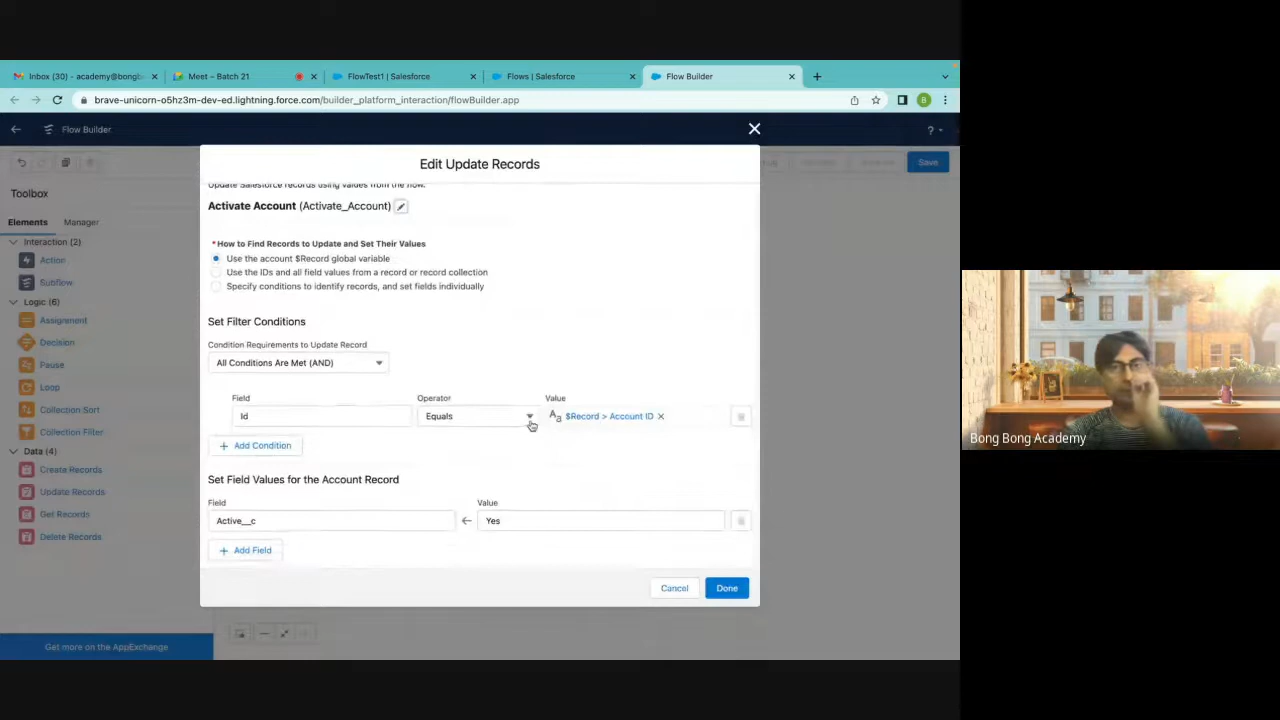 Inbox (30) - academy@bongb
Meet – Batch 21
FlowTest1 | Salesforce
Flows | Salesforce
Flow Builder
brave-unicorn-o5hz3m-dev-ed.lightning.force.com/builder_platform_interaction/flowBuilder.app
B
Flow Builder
?
Edit Update Records
Save
Update Salesforce records using values from the flow.
Toolbox
Activate Account (Activate_Account)
Elements
Manager
Interaction (2)
Action
Subflow
Logic (6)
Assignment
Decision
Pause
Loop
Collection Sort
Collection Filter
Data (4)
Create Records
Update Records
Get Records
Delete Records
Get more on the AppExchange
* How to Find Records to Update and Set Their Values
Use the account $Record global variable
Use the IDs and all field values from a record or record collection
Specify conditions to identify records, and set fields individually
Set Filter Conditions
Condition Requirements to Update Record
All Conditions Are Met (AND)
Field
Operator
Value
Id
Equals
$Record > Account ID
+ Add Condition
Set Field Values for the Account Record
Field
Value
Active__c
Yes
+ Add Field
Cancel
Done
Bong Bong Academy